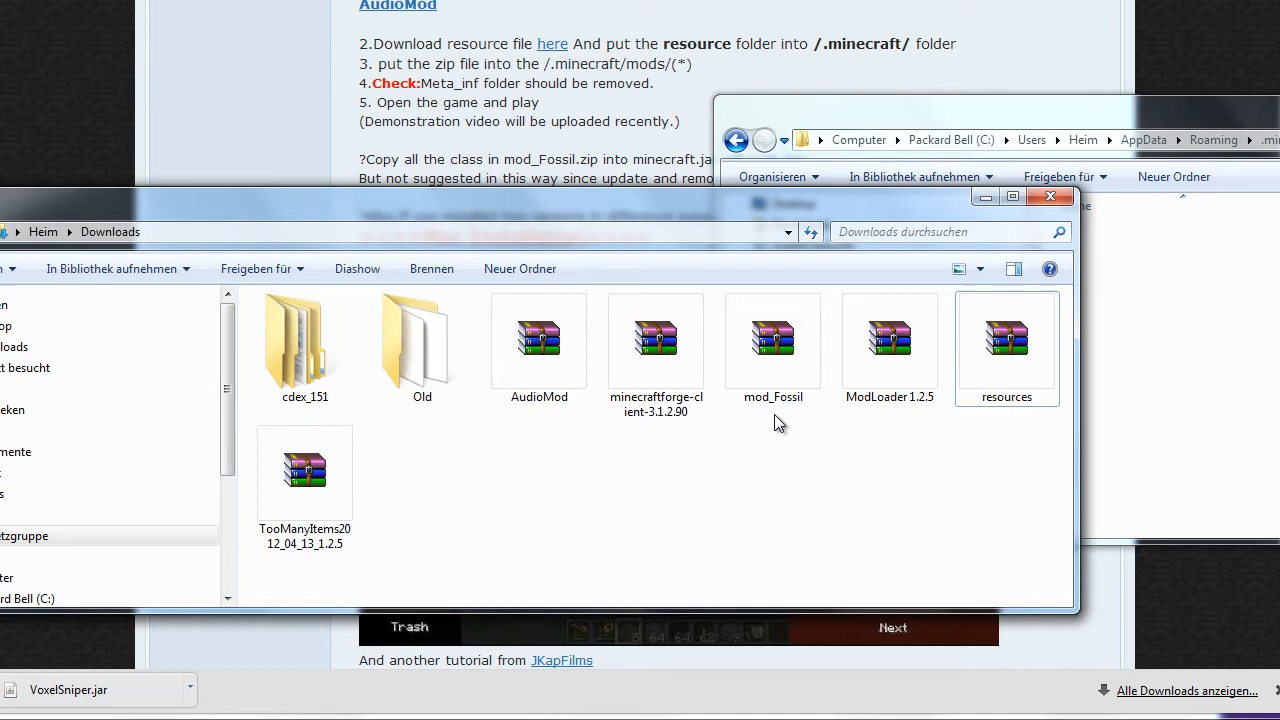 AudioMod
2.Download resource file here And put the resource folder into /.minecraft/ folder
3. put the zip file into the /.minecraft/mods/(*)
4.Check:Meta_inf folder should be removed.
5. Open the game and play
(Demonstration video will be uploaded recently.)
?Copy all the class in mod_Fossil.zip into minecraft.ja
But not suggested in this way since update and remo
Computer Packard Bell (C:) Users Heim AppData Roaming .mi
Organisieren In Bibliothek aufnehmen Freigeben für Neuer Ordner
Desktop
Heim Downloads
Downloads durchsuchen
n In Bibliothek aufnehmen Freigeben für Diashow Brennen Neuer Ordner
en
op
loads
t besucht
eken
mente
t
s
etzgruppe
ter
ard Bell (C:)
cdex_151
Old
AudioMod
minecraftforge-cl
ient-3.1.2.90
mod_Fossil
ModLoader 1.2.5
resources
TooManyItems20
12_04_13_1.2.5
Trash
Next
And another tutorial from JKapFilms
VoxelSniper.jar
Alle Downloads anzeigen...